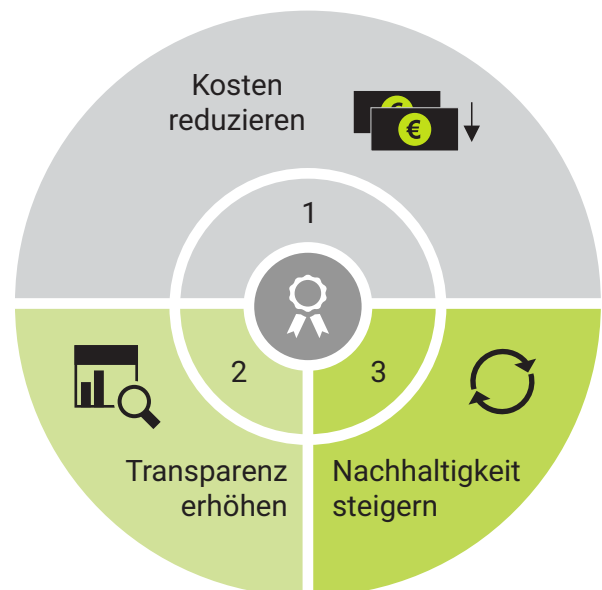 Kosten
reduzieren
€
€
1
2
3
Transparenz
erhöhen
Nachhaltigkeit
steigern